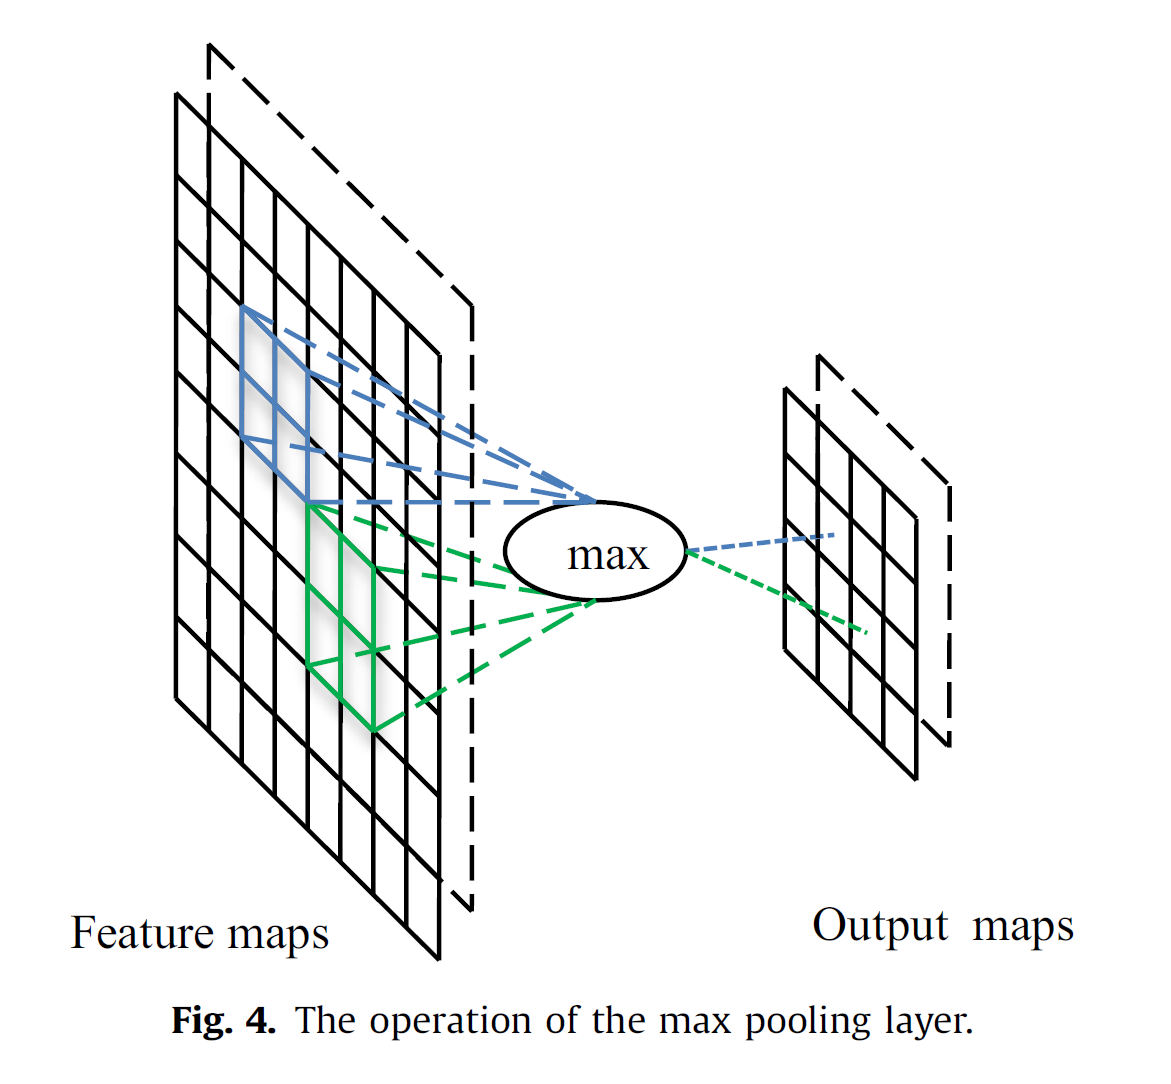 max
Feature maps
Output maps
Fig. 4. The operation of the max pooling layer.